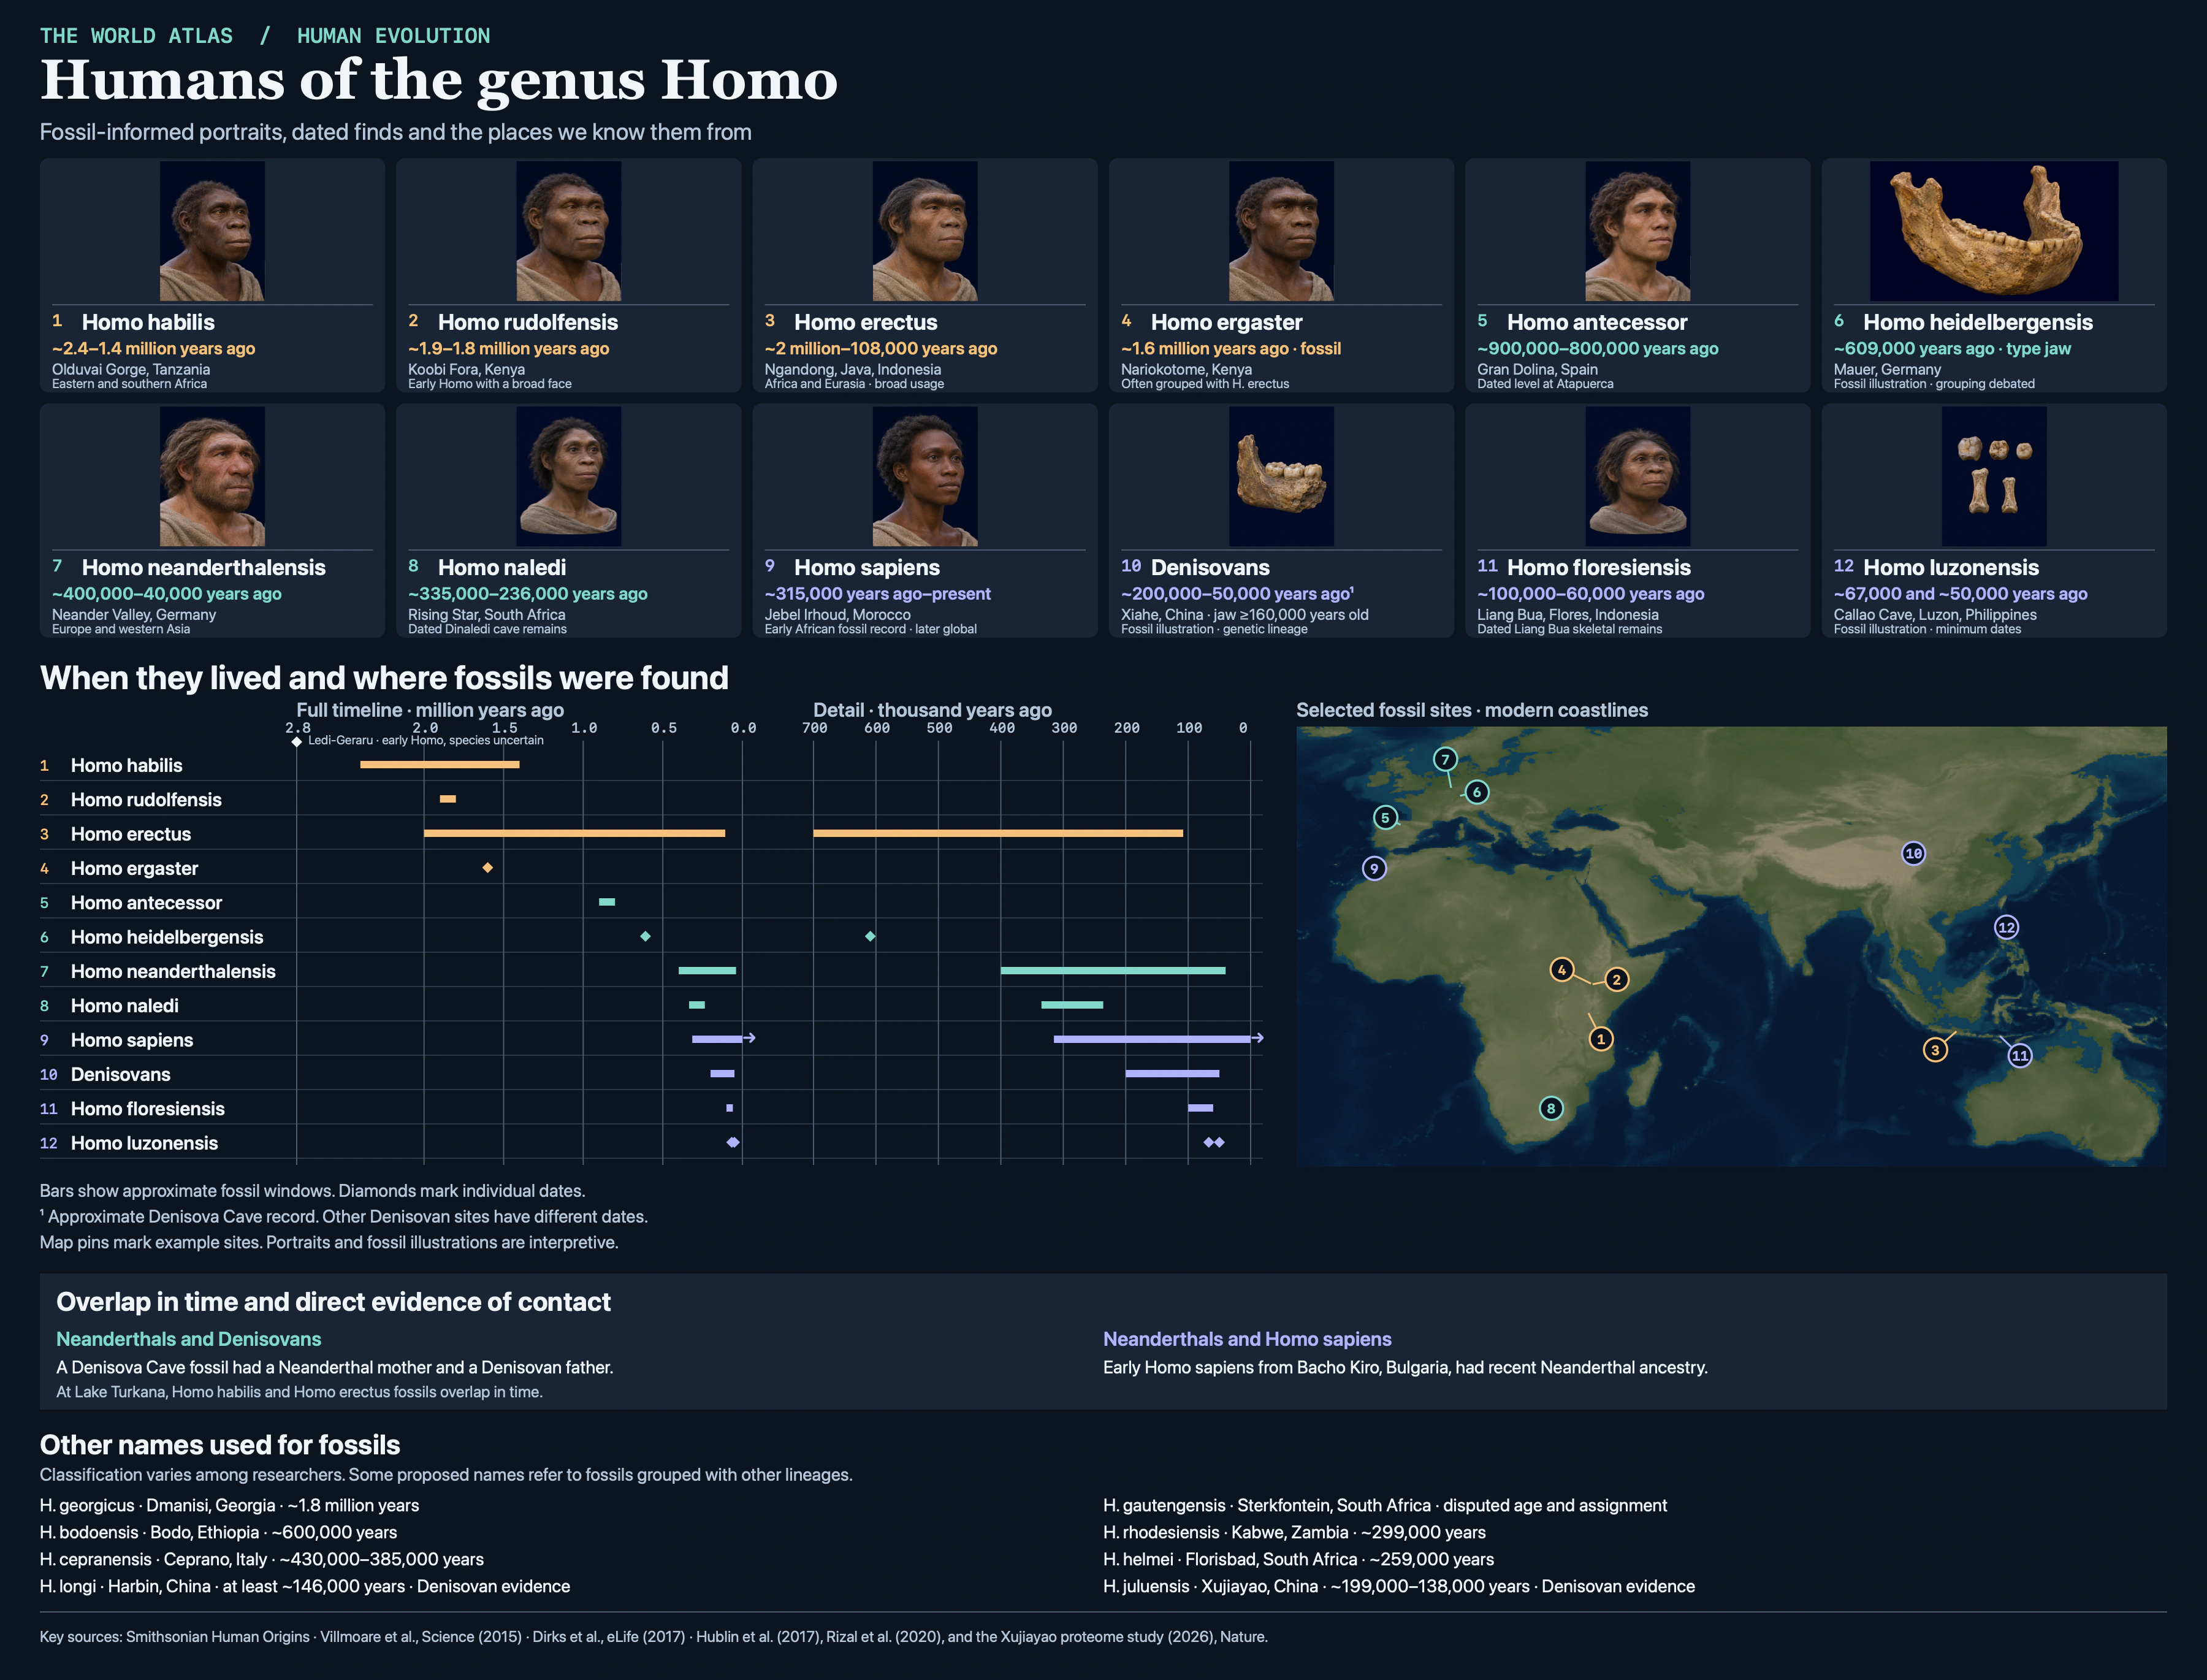 THE WORLD ATLAS / HUMAN EVOLUTION
Humans of the genus Homo
Fossil-informed portraits, dated finds and the places we know them from
1 Homo habilis
~2.4–1.4 million years ago
Olduvai Gorge, Tanzania
Eastern and southern Africa
2 Homo rudolfensis
~1.9–1.8 million years ago
Koobi Fora, Kenya
Early Homo with a broad face
3 Homo erectus
~2 million–108,000 years ago
Ngandong, Java, Indonesia
Africa and Eurasia · broad usage
4 Homo ergaster
~1.6 million years ago · fossil
Nariokotome, Kenya
Often grouped with H. erectus
5 Homo antecessor
~900,000–800,000 years ago
Gran Dolina, Spain
Dated level at Atapuerca
6 Homo heidelbergensis
~609,000 years ago · type jaw
Mauer, Germany
Fossil illustration · grouping debated
7 Homo neanderthalensis
~400,000–40,000 years ago
Neander Valley, Germany
Europe and western Asia
8 Homo naledi
~335,000–236,000 years ago
Rising Star, South Africa
Dated Dinaledi cave remains
9 Homo sapiens
~315,000 years ago–present
Jebel Irhoud, Morocco
Early African fossil record · later global
10 Denisovans
~200,000–50,000 years ago¹
Xiahe, China · jaw ≥160,000 years old
Fossil illustration · genetic lineage
11 Homo floresiensis
~100,000–60,000 years ago
Liang Bua, Flores, Indonesia
Dated Liang Bua skeletal remains
12 Homo luzonensis
~67,000 and ~50,000 years ago
Callao Cave, Luzon, Philippines
Fossil illustration · minimum dates
When they lived and where fossils were found
Full timeline · million years ago
2.8 2.0 1.5 1.0 0.5 0.0
Ledi-Geraru · early Homo, species uncertain
Detail · thousand years ago
700 600 500 400 300 200 100 0
1 Homo habilis
2 Homo rudolfensis
3 Homo erectus
4 Homo ergaster
5 Homo antecessor
6 Homo heidelbergensis
7 Homo neanderthalensis
8 Homo naledi
9 Homo sapiens
10 Denisovans
11 Homo floresiensis
12 Homo luzonensis
Selected fossil sites · modern coastlines
7
6
5
10
9
12
4
2
1
3
11
8
Bars show approximate fossil windows. Diamonds mark individual dates.
¹ Approximate Denisova Cave record. Other Denisovan sites have different dates.
Map pins mark example sites. Portraits and fossil illustrations are interpretive.
Overlap in time and direct evidence of contact
Neanderthals and Denisovans
A Denisova Cave fossil had a Neanderthal mother and a Denisovan father.
At Lake Turkana, Homo habilis and Homo erectus fossils overlap in time.
Neanderthals and Homo sapiens
Early Homo sapiens from Bacho Kiro, Bulgaria, had recent Neanderthal ancestry.
Other names used for fossils
Classification varies among researchers. Some proposed names refer to fossils grouped with other lineages.
H. georgicus · Dmanisi, Georgia · ~1.8 million years
H. bodoensis · Bodo, Ethiopia · ~600,000 years
H. cepranensis · Ceprano, Italy · ~430,000–385,000 years
H. longi · Harbin, China · at least ~146,000 years · Denisovan evidence
H. gautengensis · Sterkfontein, South Africa · disputed age and assignment
H. rhodesiensis · Kabwe, Zambia · ~299,000 years
H. helmei · Florisbad, South Africa · ~259,000 years
H. juluensis · Xujiayao, China · ~199,000–138,000 years · Denisovan evidence
Key sources: Smithsonian Human Origins · Villmoare et al., Science (2015) · Dirks et al., eLife (2017) · Hublin et al. (2017), Rizal et al. (2020), and the Xujiayao proteome study (2026), Nature.